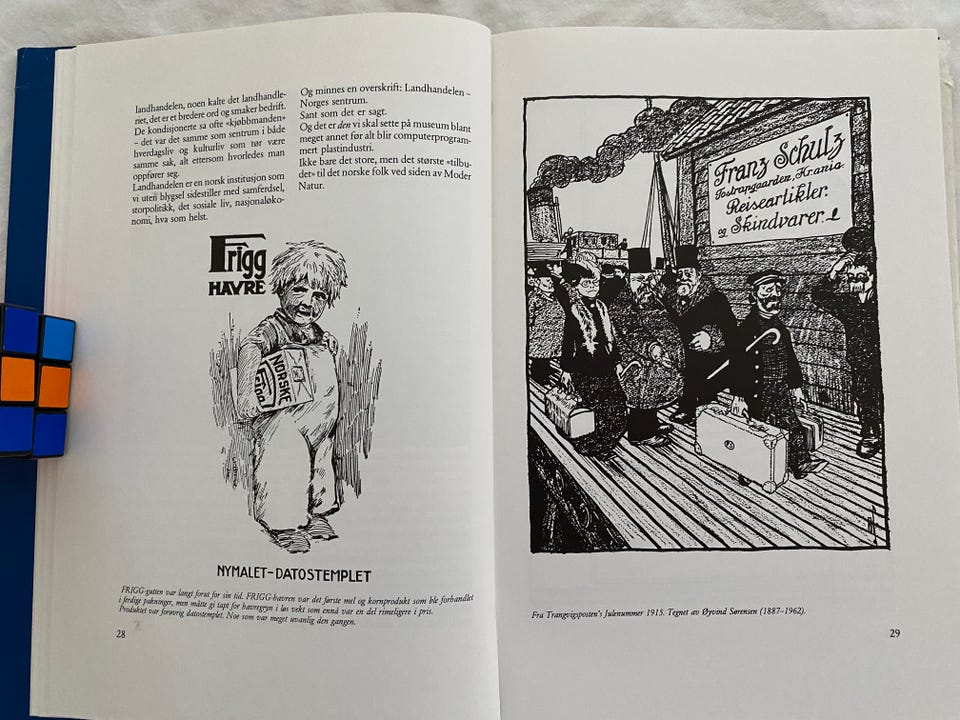 landhandelen, noen kalte det landhandle-
riet, det er et bredere ord og smaker bedrift.
De kondisjonerte sa ofte «kjøbbmanden»
– det var det samme som sentrum i både
hverdagsliv og kulturliv som tør være
samme sak, alt ettersom hvorledes man
oppfører seg.
Landhandelen er en norsk institusjon som
vi uten blygsel sidestiller med samferdsel,
storpolitikk, det sosiale liv, nasjonaløko-
nomi, hva som helst.
Og minnes en overskrift: Landhandelen –
Norges sentrum.
Sant som det er sagt.
Og det er den vi skal sette på museum blant
meget annet før alt blir computerprogram-
mert plastindustri.
Ikke bare det store, men det største «tilbu-
det» til det norske folk ved siden av Moder
Natur.
Frigg
HAVRE
NORSKE
Frigg
NYMALET–DATOSTEMPLET
FRIGG-gutten var langt forut for sin tid. FRIGG-havren var det første mel og kornprodukt som ble forhandlet
i ferdige pakninger, men måtte gi tapt for havregryn i løs vekt som ennå var en del rimeligere i pris.
Produktet var forøvrig datostemplet. Noe som var meget uvanlig den gangen.
28
Franz Schulz
Tostrupgaarden, Krania.
Reiseartikler.
og Skindvarer.
Fra Trangvigsposten's Julenummer 1915. Tegnet av Øyvind Sørensen (1887–1962).
29